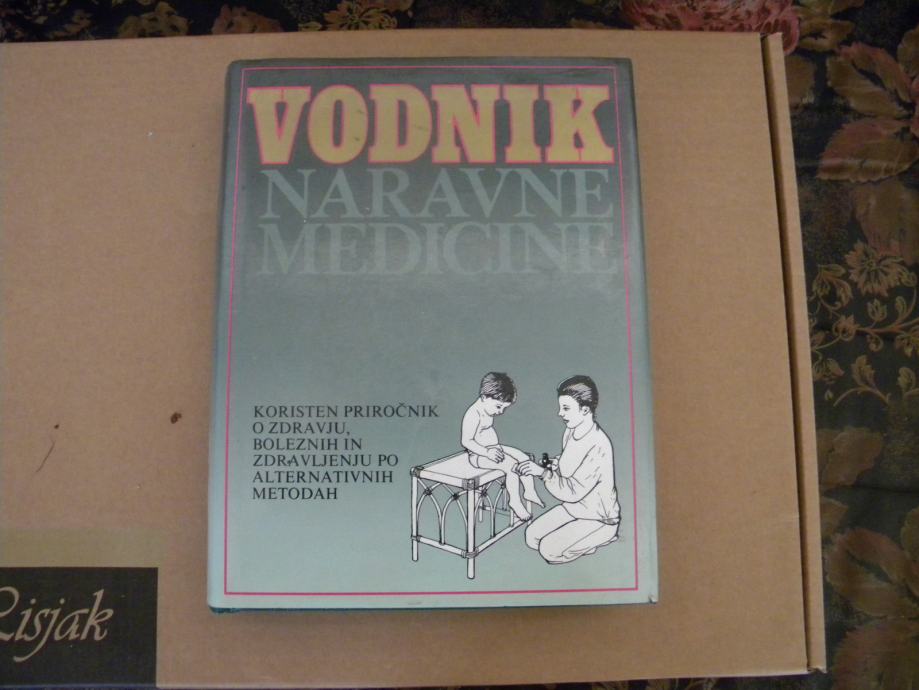 VODNIK
NARAVNE
MEDICINE
KORISTEN PRIROČNIK
O ZDRAVJU,
BOLEZNIH IN
ZDRAVLJENJU PO
ALTERNATIVNIH
METODAH
Lisjak